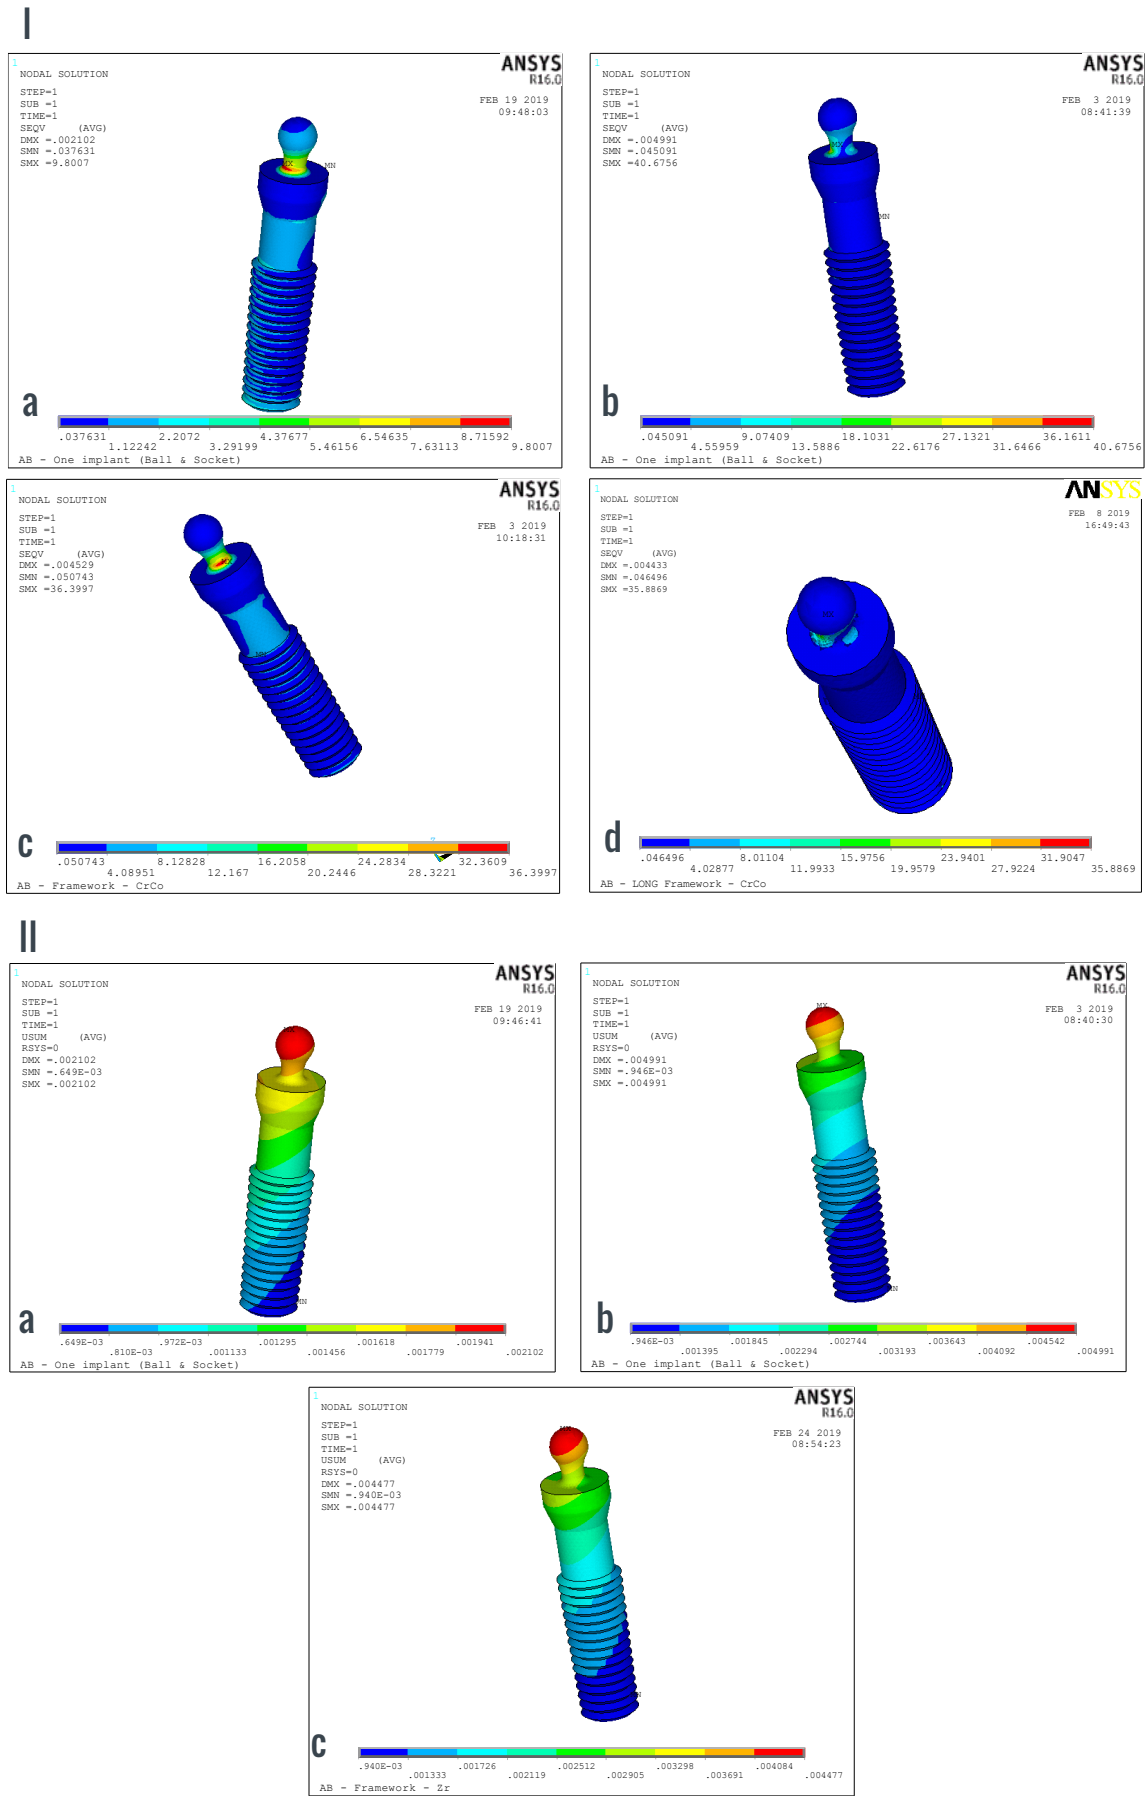 I
1
NODAL SOLUTION
ANSYS
R16.0
STEP=1
SUB =1
TIME=1
SEQV (AVG)
DMX =.002102
SMN =.037631
SMX =9.8007
FEB 19 2019
09:48:03
MX
MN
a
.037631 1.12242 2.2072 3.29199 4.37677 5.46156 6.54635 7.63113 8.71592 9.8007
AB - One implant (Ball & Socket)
1
NODAL SOLUTION
ANSYS
R16.0
STEP=1
SUB =1
TIME=1
SEQV (AVG)
DMX =.004991
SMN =.045091
SMX =40.6756
FEB 3 2019
08:41:39
MX
MN
b
.045091 4.55959 9.07409 13.5886 18.1031 22.6176 27.1321 31.6466 36.1611 40.6756
AB - One implant (Ball & Socket)
1
NODAL SOLUTION
ANSYS
R16.0
STEP=1
SUB =1
TIME=1
SEQV (AVG)
DMX =.004529
SMN =.050743
SMX =36.3997
FEB 3 2019
10:18:31
MX
MN
c
.050743 4.08951 8.12828 12.167 16.2058 20.2446 24.2834 28.3221 32.3609 36.3997
AB - Framework - CrCo
1
NODAL SOLUTION
ANSYS
STEP=1
SUB =1
TIME=1
SEQV (AVG)
DMX =.004433
SMN =.046496
SMX =35.8869
FEB 8 2019
16:49:43
MX
MN
d
.046496 4.02877 8.01104 11.9933 15.9756 19.9579 23.9401 27.9224 31.9047 35.8869
AB - LONG Framework - CrCo
II
1
NODAL SOLUTION
ANSYS
R16.0
STEP=1
SUB =1
TIME=1
USUM (AVG)
RSYS=0
DMX =.002102
SMN =.649E-03
SMX =.002102
FEB 19 2019
09:46:41
MX
MN
a
.649E-03 .810E-03 .972E-03 .001133 .001295 .001456 .001618 .001779 .001941 .002102
AB - One implant (Ball & Socket)
1
NODAL SOLUTION
ANSYS
R16.0
STEP=1
SUB =1
TIME=1
USUM (AVG)
RSYS=0
DMX =.004991
SMN =.946E-03
SMX =.004991
FEB 3 2019
08:40:30
MX
MN
b
.946E-03 .001395 .001845 .002294 .002744 .003193 .003643 .004092 .004542 .004991
AB - One implant (Ball & Socket)
1
NODAL SOLUTION
ANSYS
R16.0
STEP=1
SUB =1
TIME=1
USUM (AVG)
RSYS=0
DMX =.004477
SMN =.940E-03
SMX =.004477
FEB 24 2019
08:54:23
MX
MN
c
.940E-03 .001333 .001726 .002119 .002512 .002905 .003298 .003691 .004084 .004477
AB - Framework - Zr